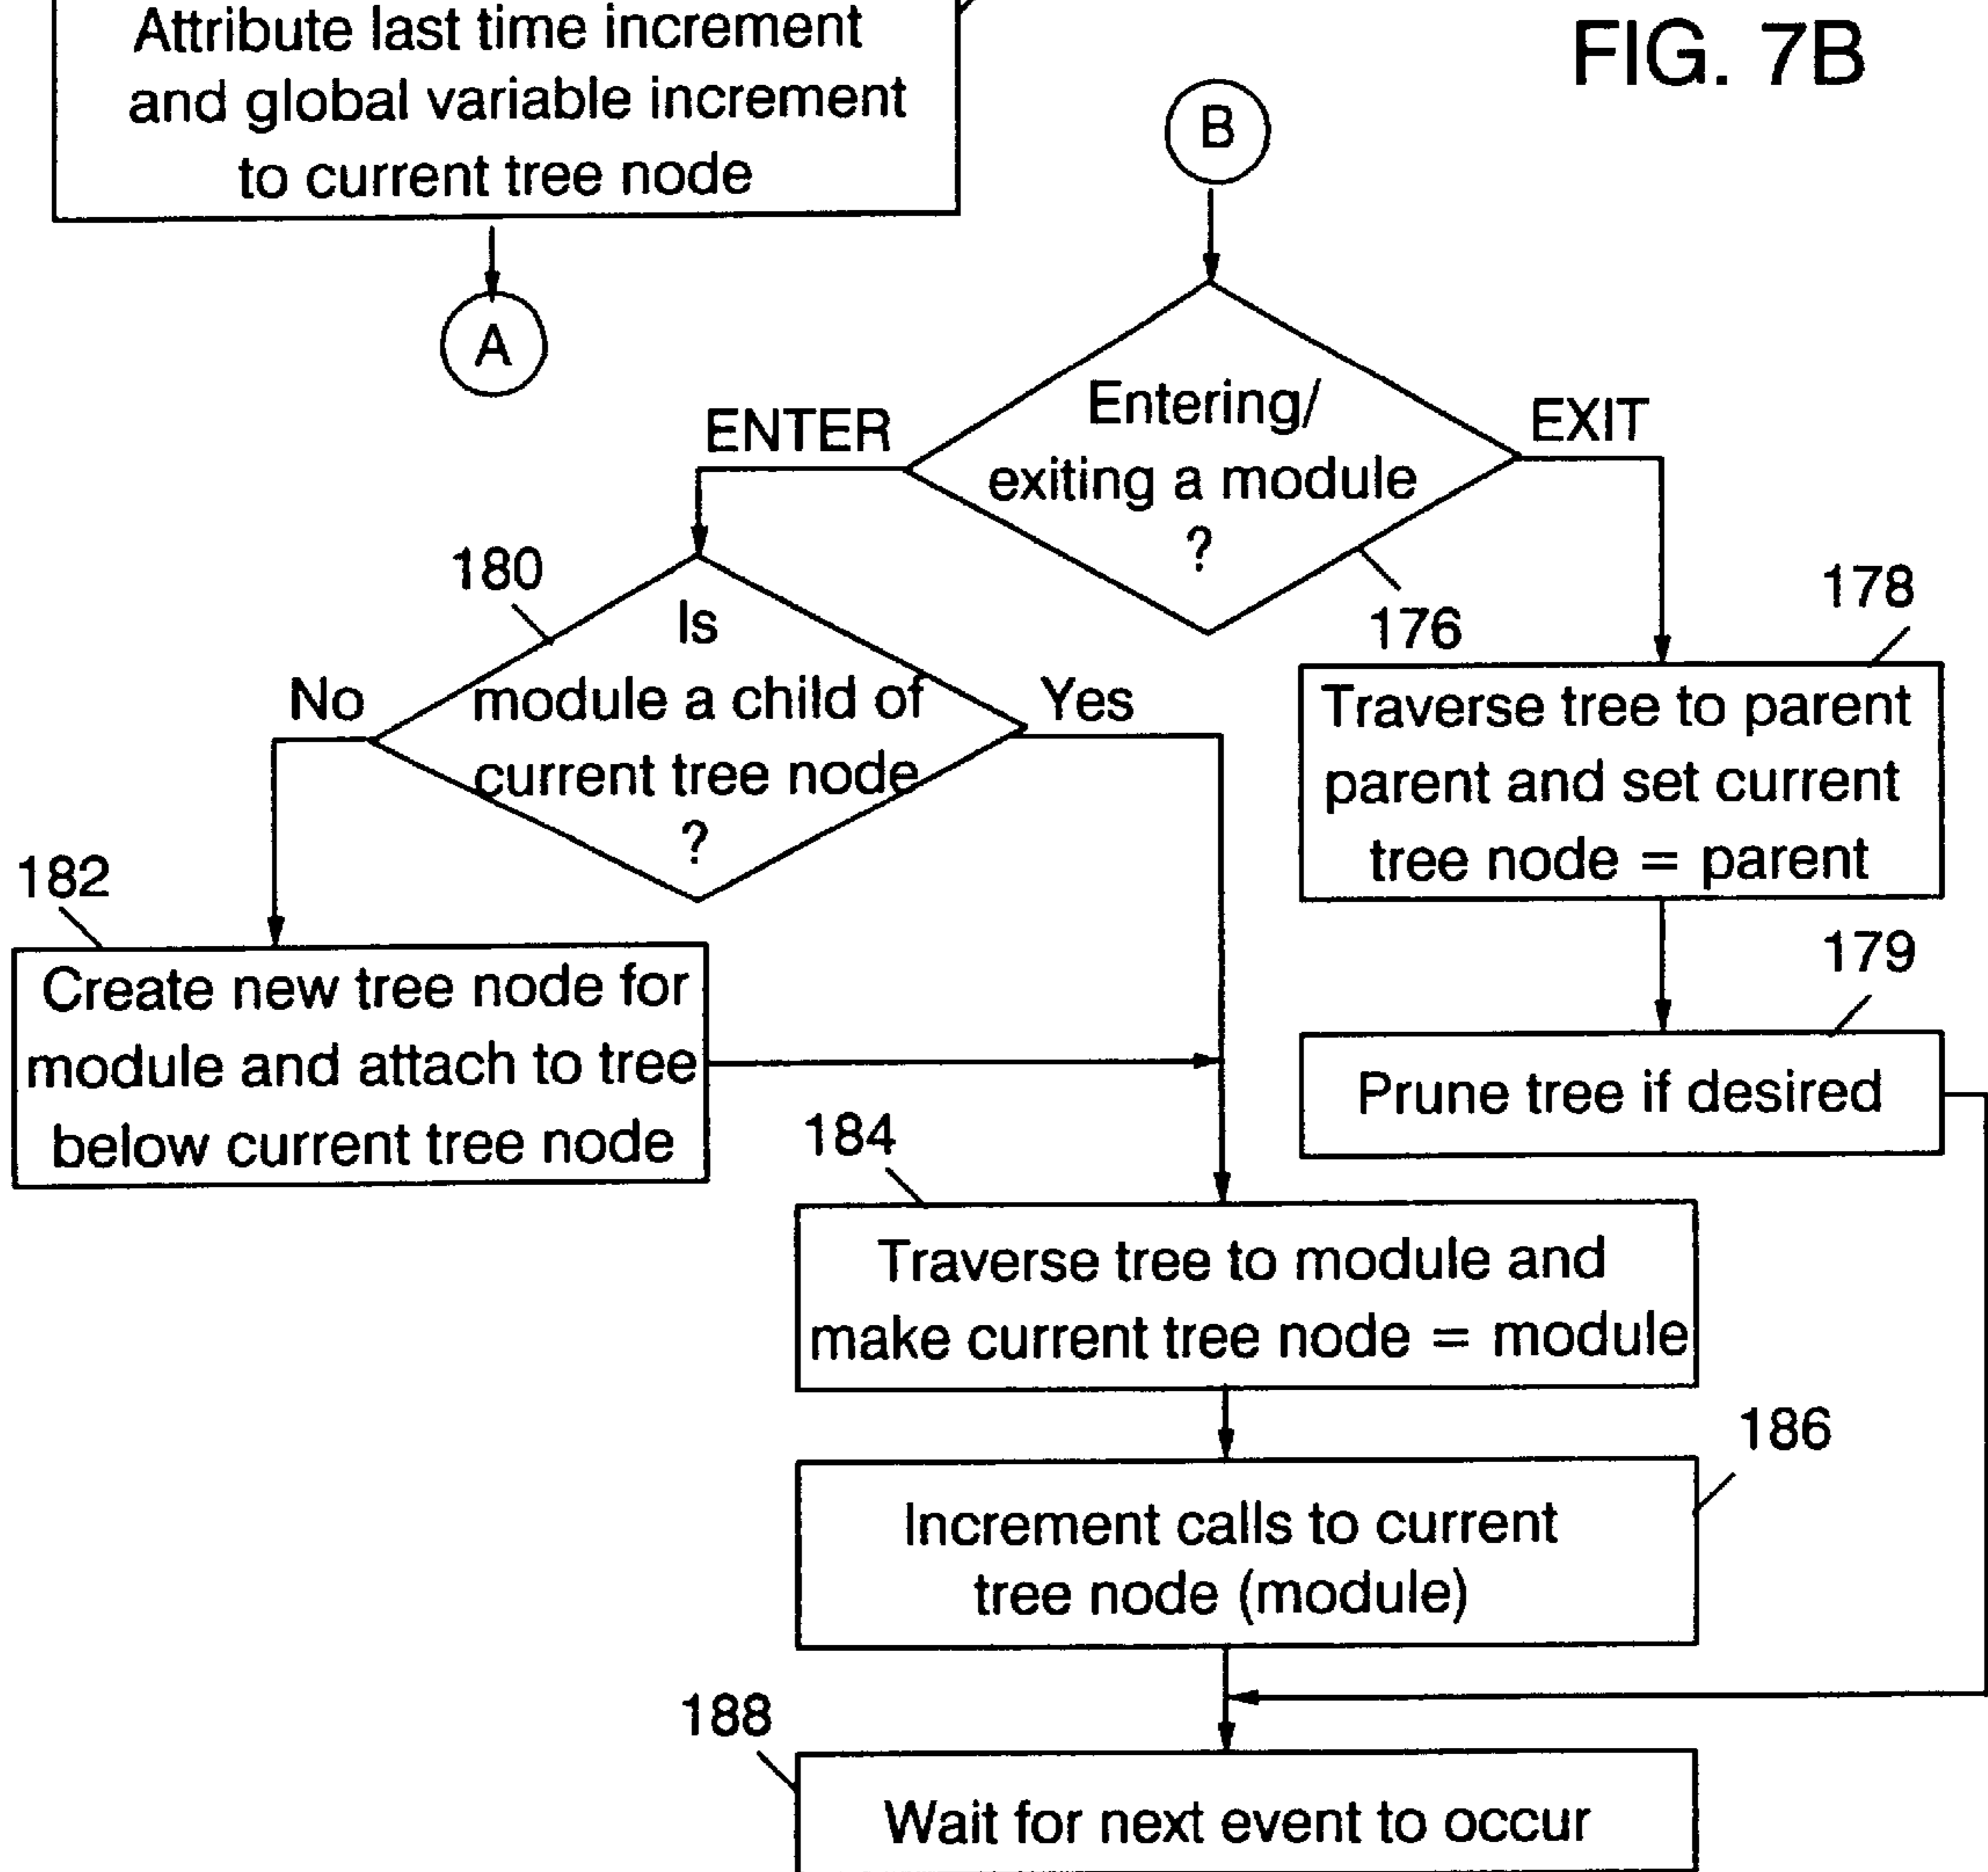 Attribute last time increment
and global variable increment
to current tree node
FIG. 7B
B
A
Entering/
exiting a module
?
ENTER
EXIT
176
180
Is
module a child of
current tree node
?
No
Yes
178
Traverse tree to parent
parent and set current
tree node = parent
182
Create new tree node for
module and attach to tree
below current tree node
179
Prune tree if desired
184
Traverse tree to module and
make current tree node = module
186
Increment calls to current
tree node (module)
188
Wait for next event to occur